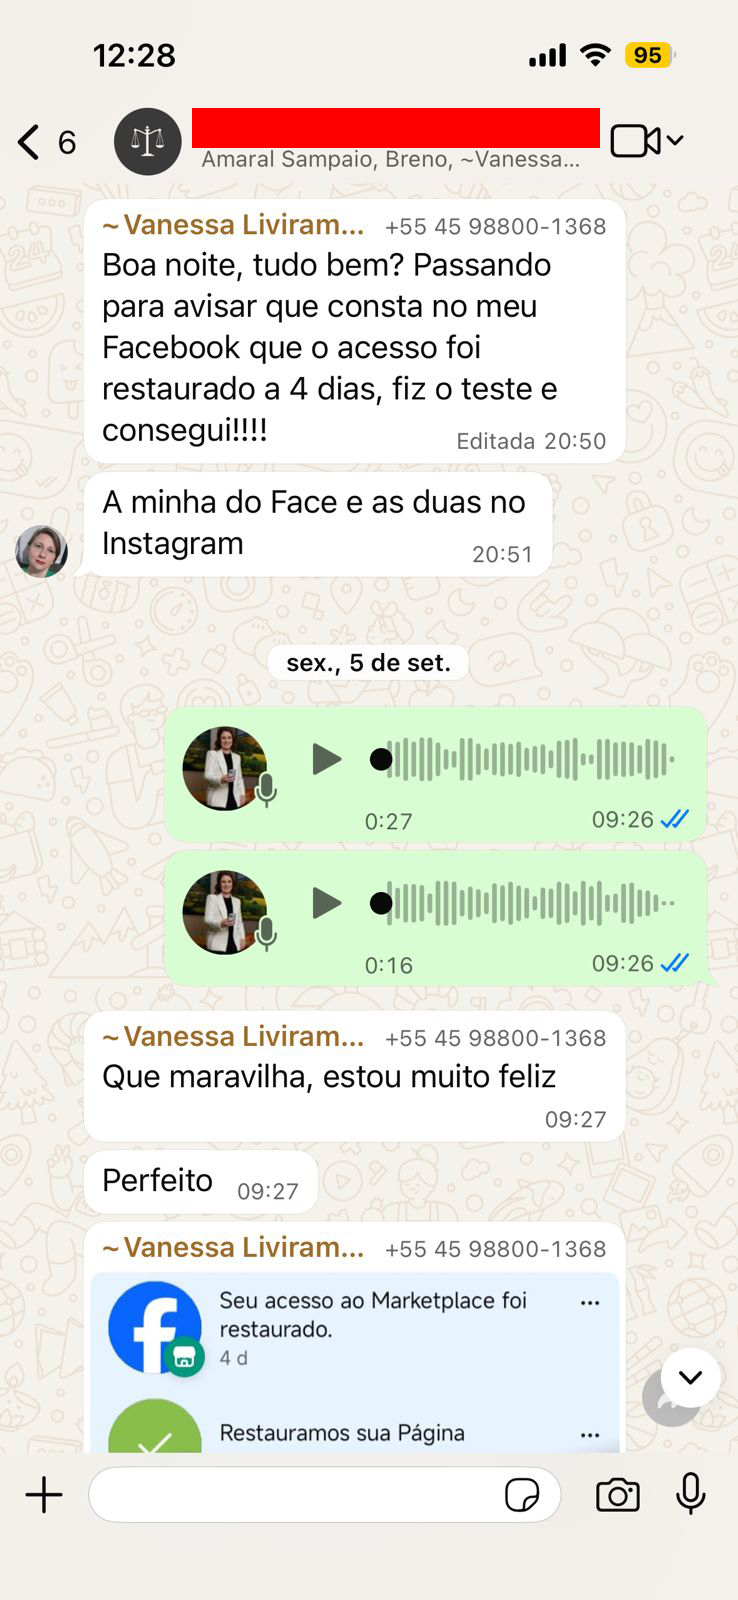 12:28
95
6
Amaral Sampaio, Breno, ~Vanessa...
~Vanessa Liviram... +55 45 98800-1368
Boa noite, tudo bem? Passando
para avisar que consta no meu
Facebook que o acesso foi
restaurado a 4 dias, fiz o teste e
consegui!!!!
Editada 20:50
A minha do Face e as duas no
Instagram
20:51
sex., 5 de set.
0:27 09:26
0:16 09:26
~Vanessa Liviram... +55 45 98800-1368
Que maravilha, estou muito feliz
09:27
Perfeito 09:27
~Vanessa Liviram... +55 45 98800-1368
Seu acesso ao Marketplace foi
restaurado.
4 d
Restauramos sua Página